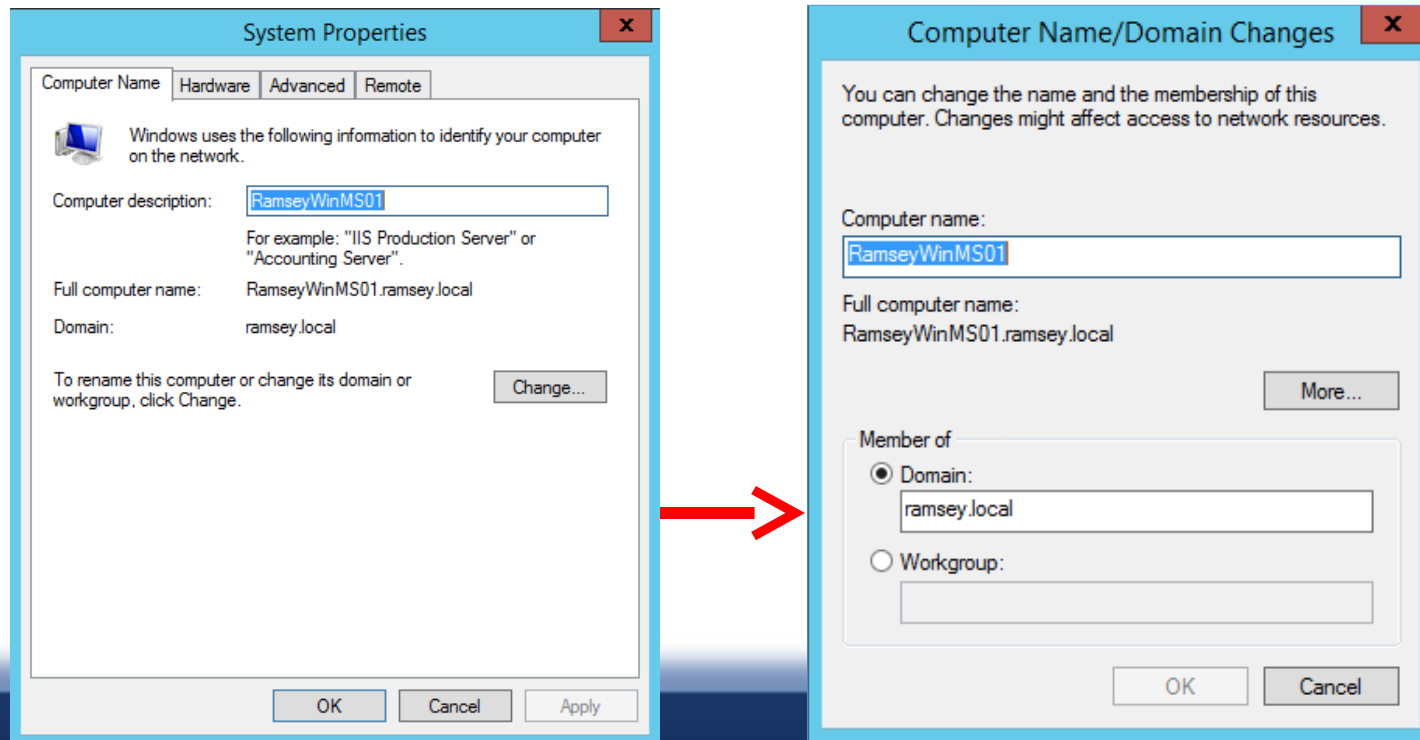 System Properties
x
Computer Name
Hardware
Advanced
Remote
Windows uses the following information to identify your computer
on the network.
Computer description:
RamseyWinMS01
For example: "IIS Production Server" or
"Accounting Server".
Full computer name:
RamseyWinMS01.ramsey.local
Domain:
ramsey.local
To rename this computer or change its domain or
workgroup, click Change.
Change...
OK
Cancel
Apply
Computer Name/Domain Changes
x
You can change the name and the membership of this
computer. Changes might affect access to network resources.
Computer name:
RamseyWinMS01
Full computer name:
RamseyWinMS01.ramsey.local
More...
Member of
Domain:
ramsey.local
Workgroup:
OK
Cancel